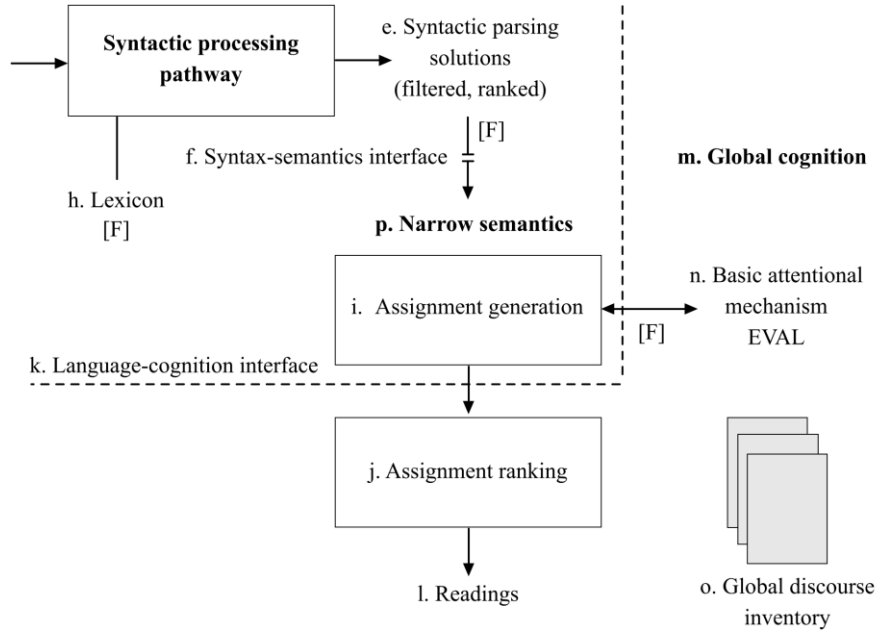 Syntactic processing
pathway
e. Syntactic parsing
solutions
(filtered, ranked)
[F]
f. Syntax-semantics interface
m. Global cognition
h. Lexicon
[F]
p. Narrow semantics
i. Assignment generation
n. Basic attentional
mechanism
EVAL
[F]
k. Language-cognition interface
j. Assignment ranking
l. Readings
o. Global discourse
inventory